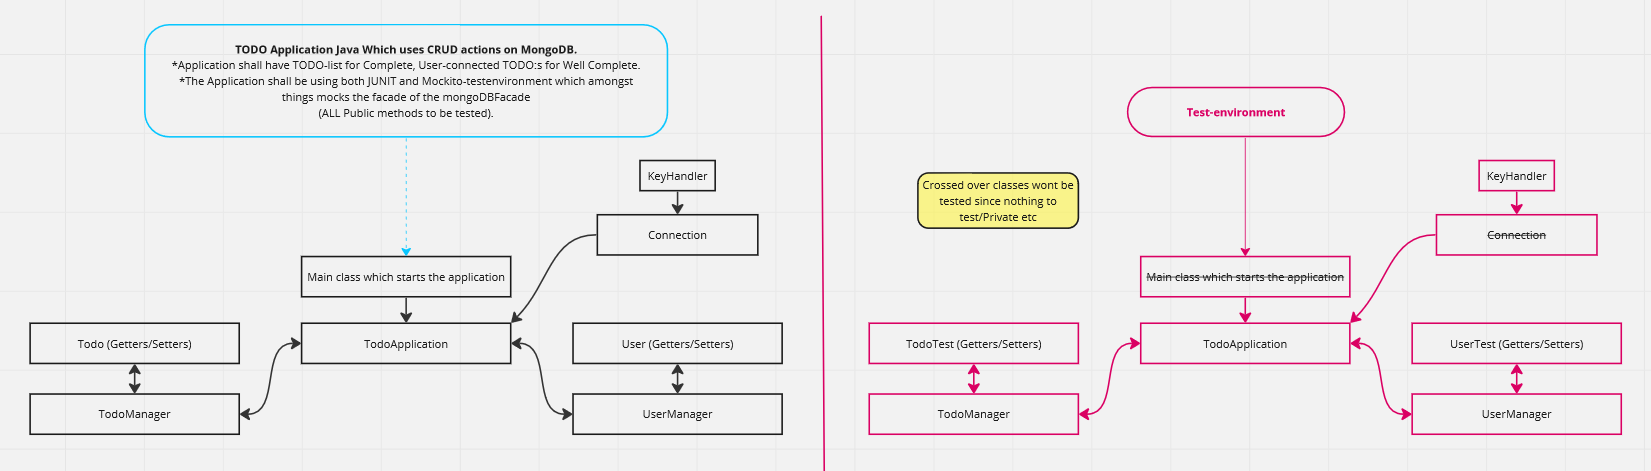 TODO Application Java Which uses CRUD actions on MongoDB.
*Application shall have TODO-list for Complete, User-connected TODO:s for Well Complete.
*The Application shall be using both JUNIT and Mockito-testenvironment which amongst
things mocks the facade of the mongoDBFacade
(ALL Public methods to be tested).
KeyHandler
Connection
Main class which starts the application
Todo (Getters/Setters)
TodoApplication
User (Getters/Setters)
TodoManager
UserManager
Test-environment
Crossed over classes wont be
tested since nothing to
test/Private etc
KeyHandler
Connection
Main class which starts the application
TodoTest (Getters/Setters)
TodoApplication
UserTest (Getters/Setters)
TodoManager
UserManager